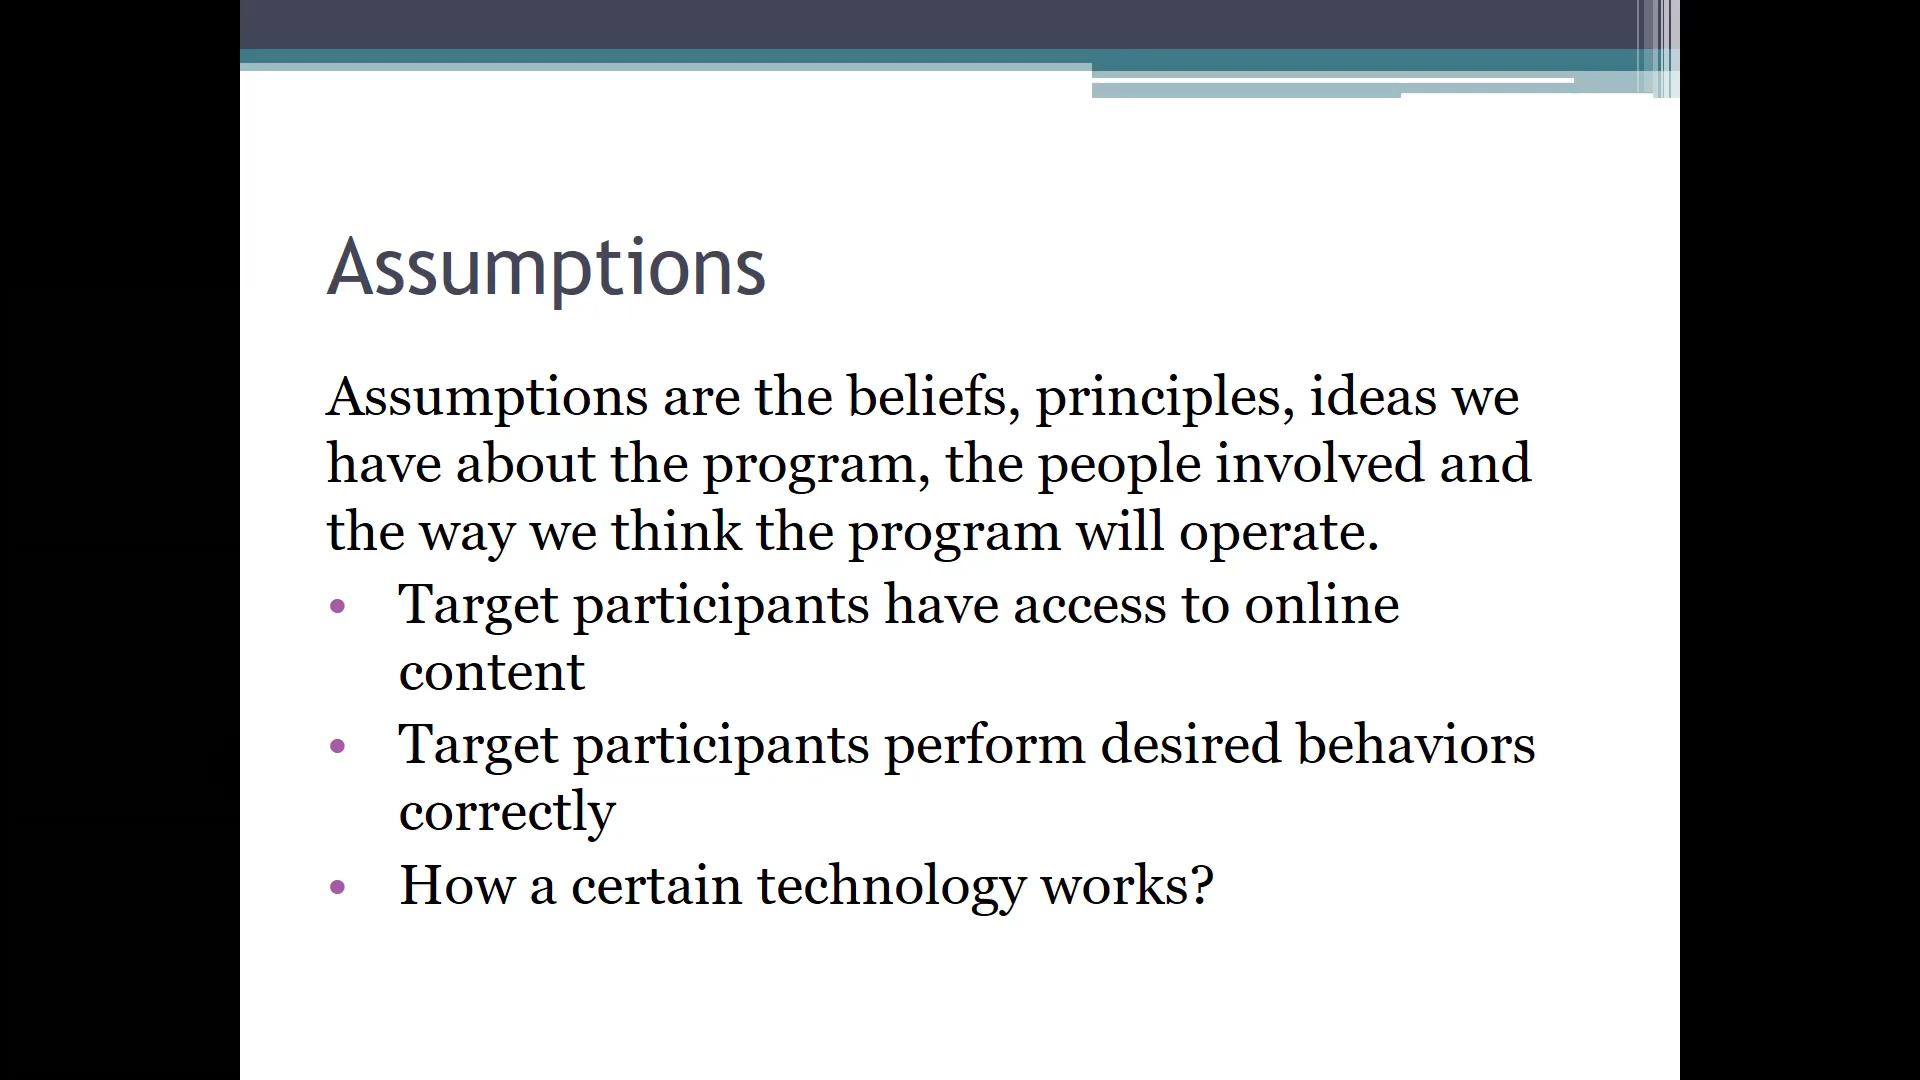 Assumptions
Assumptions are the beliefs, principles, ideas we
have about the program, the people involved and
the way we think the program will operate.
• Target participants have access to online
content
• Target participants perform desired behaviors
correctly
• How a certain technology works?